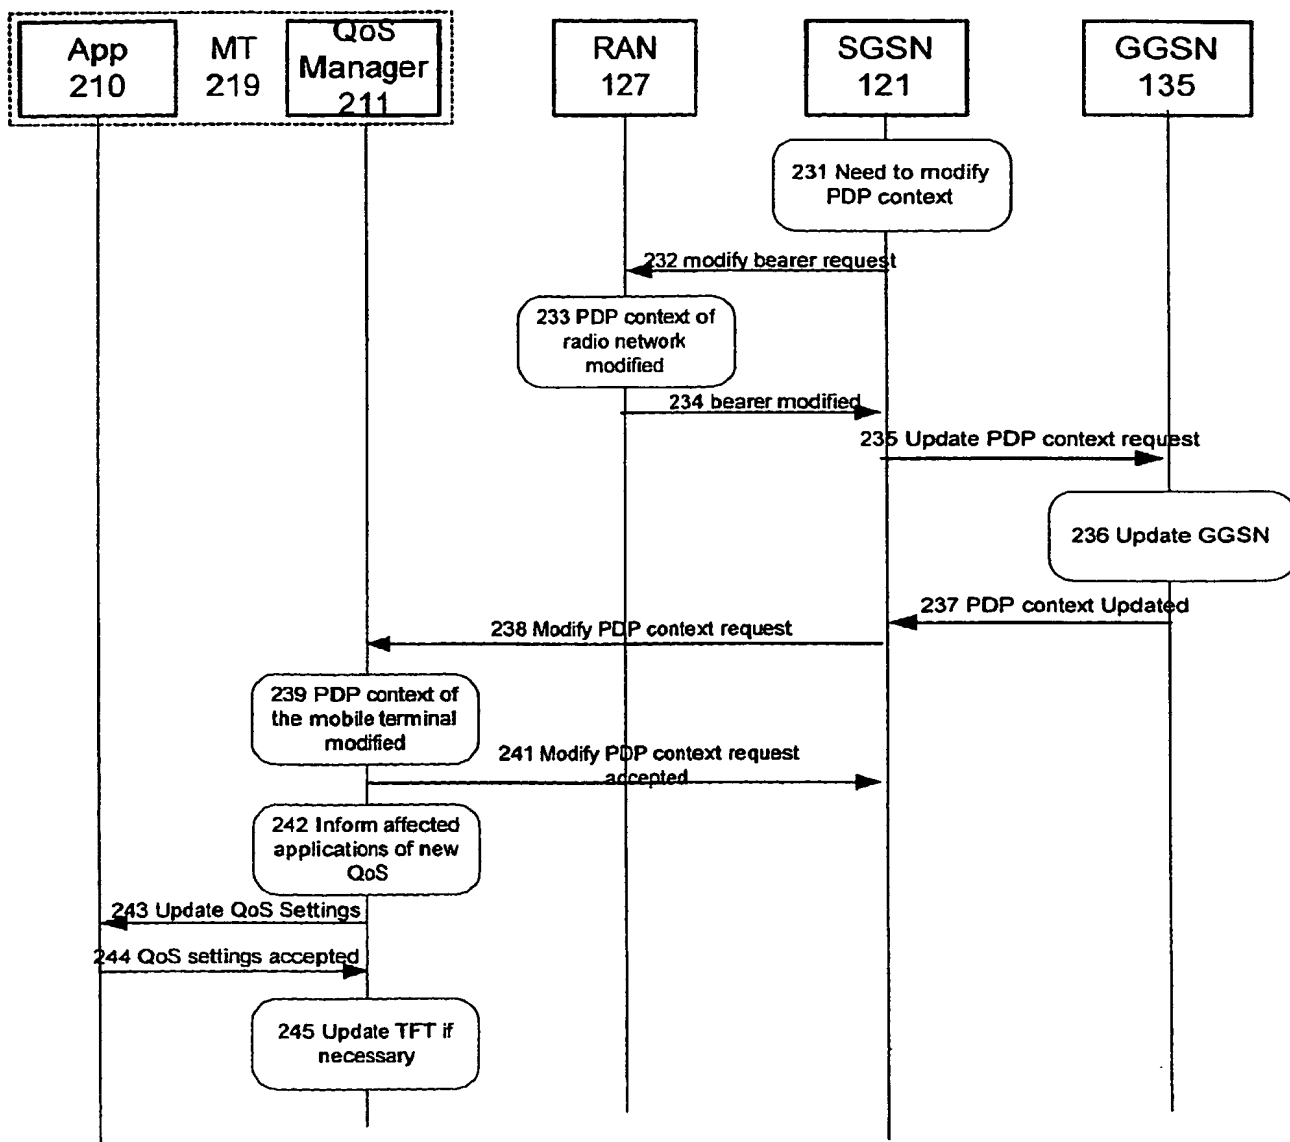 App
210
MT
219
QoS
Manager
211
RAN
127
SGSN
121
GGSN
135
231 Need to modify
PDP context
232 modify bearer request
233 PDP context of
radio network
modified
234 bearer modified
235 Update PDP context request
236 Update GGSN
237 PDP context Updated
238 Modify PDP context request
239 PDP context of
the mobile terminal
modified
241 Modify PDP context request
accepted
242 Inform affected
applications of new
QoS
243 Update QoS Settings
244 QoS settings accepted
245 Update TFT if
necessary